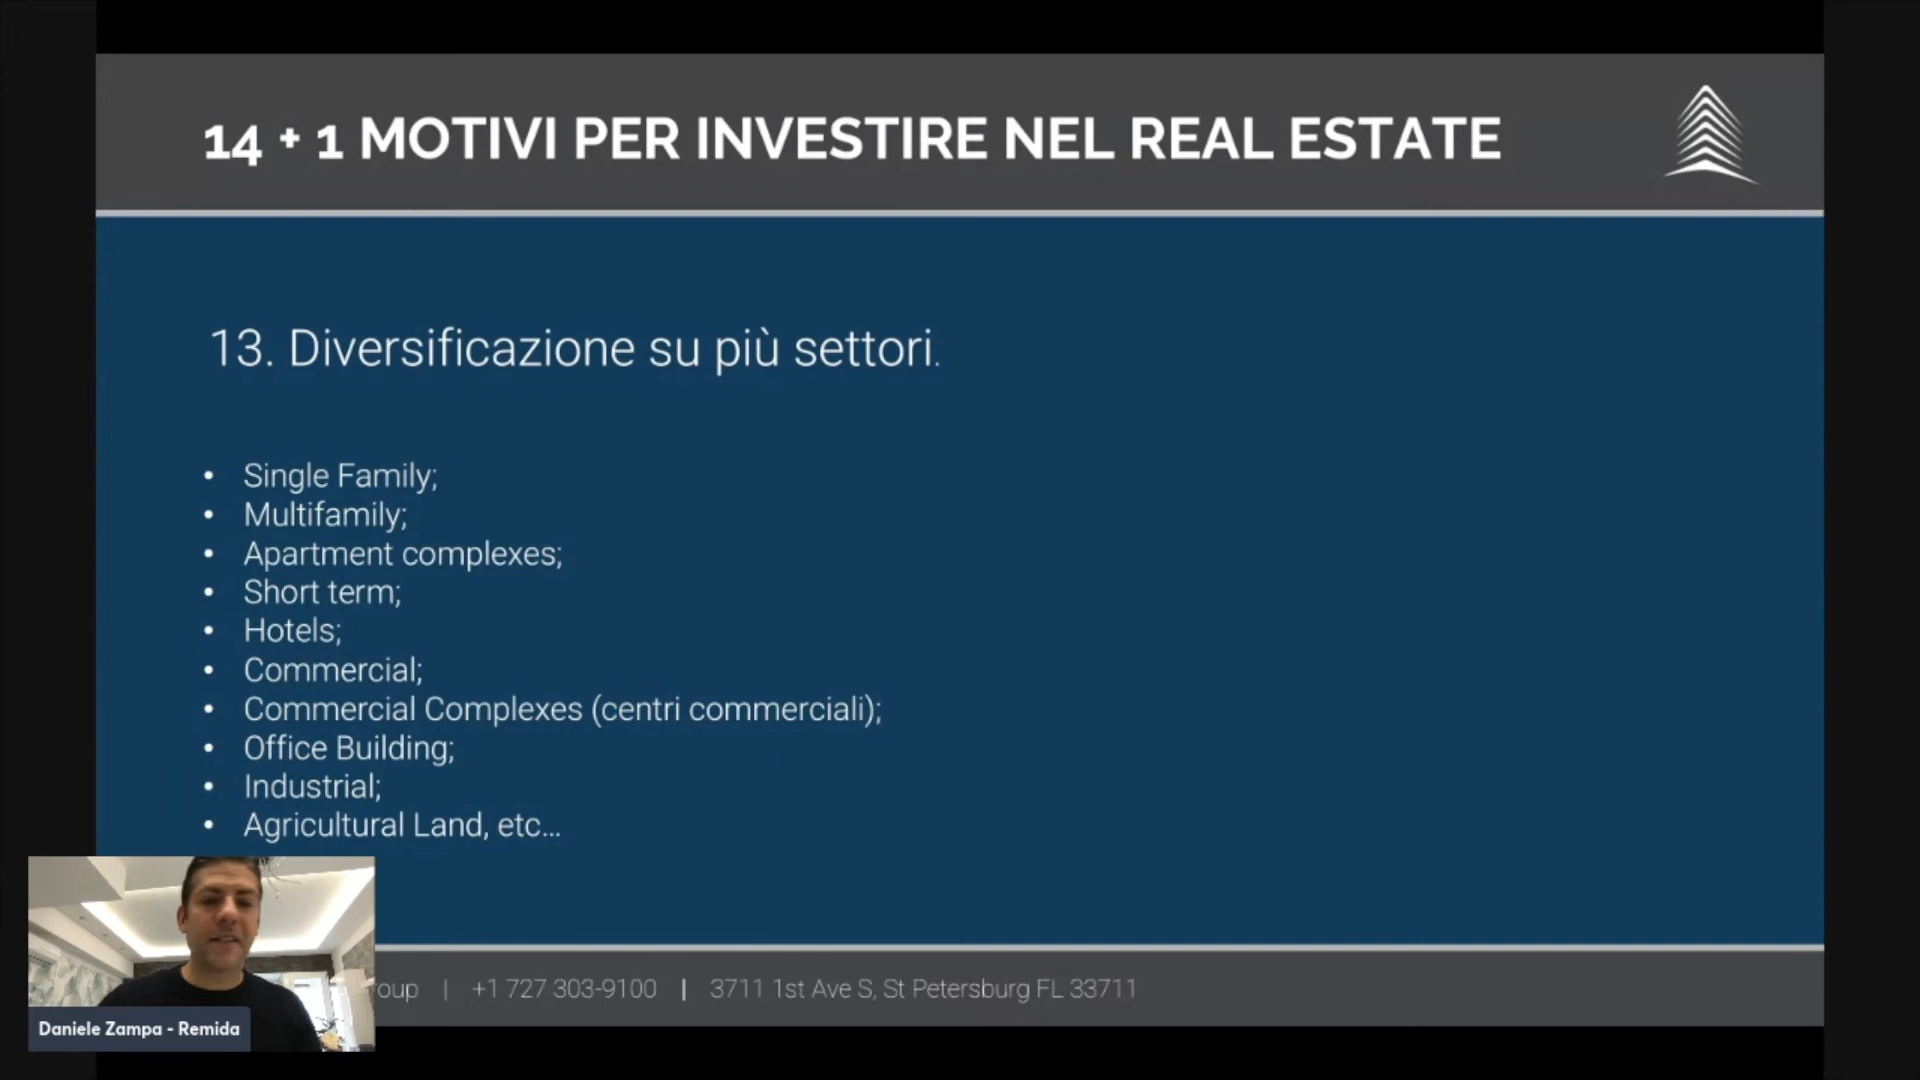 14 + 1 MOTIVI PER INVESTIRE NEL REAL ESTATE
13. Diversificazione su più settori.
• Single Family;
• Multifamily;
• Apartment complexes;
• Short term;
• Hotels;
• Commercial;
• Commercial Complexes (centri commerciali);
• Office Building;
• Industrial;
• Agricultural Land, etc...
| +1 727 303-9100 | 3711 1st Ave S, St Petersburg FL 33711
Daniele Zampa - Remida